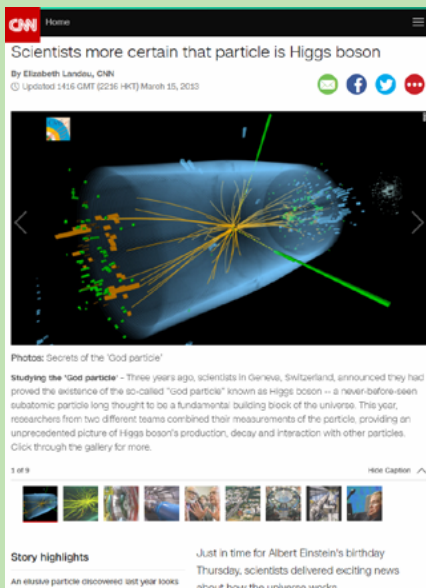 CNN Home
Scientists more certain that particle is Higgs boson
By Elizabeth Landau, CNN
Updated 1416 GMT (2216 HKT) March 15, 2013
Photos: Secrets of the 'God particle'
Studying the 'God particle' – Three years ago, scientists in Geneva, Switzerland, announced they had
proved the existence of the so-called "God particle" known as Higgs boson -- a never-before-seen
subatomic particle long thought to be a fundamental building block of the universe. This year,
researchers from two different teams combined their measurements of the particle, providing an
unprecedented picture of Higgs boson's production, decay and interaction with other particles.
Click through the gallery for more.
1 of 9 Hide Caption
Story highlights
An elusive particle discovered last year looks
Just in time for Albert Einstein's birthday
Thursday, scientists delivered exciting news
about how the universe works